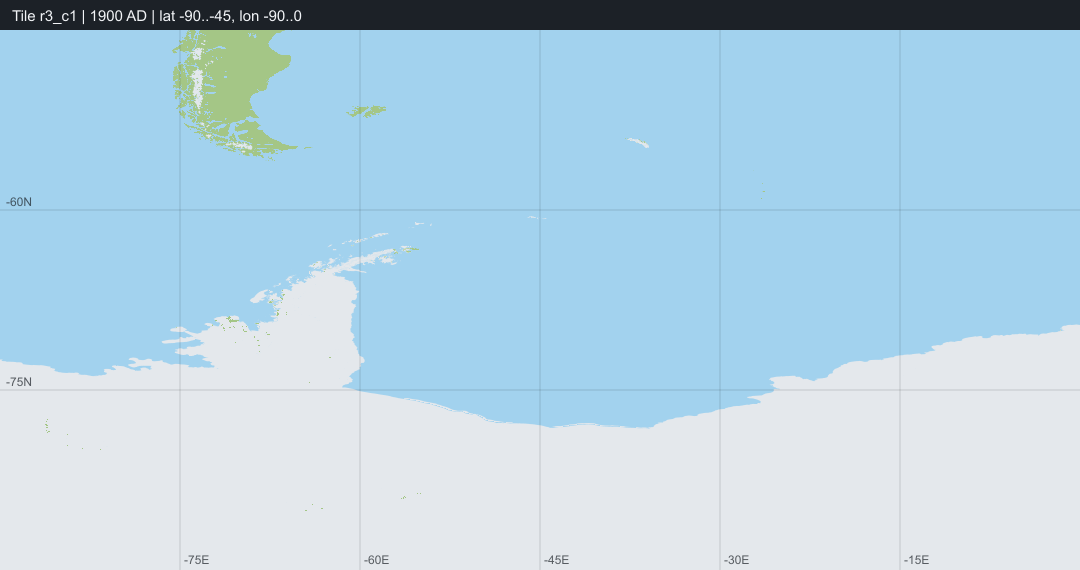 Tile r3_c1 | 1900 AD | lat -90..-45, lon -90..0
-60N
-75N
-75E
-60E
-45E
-30E
-15E